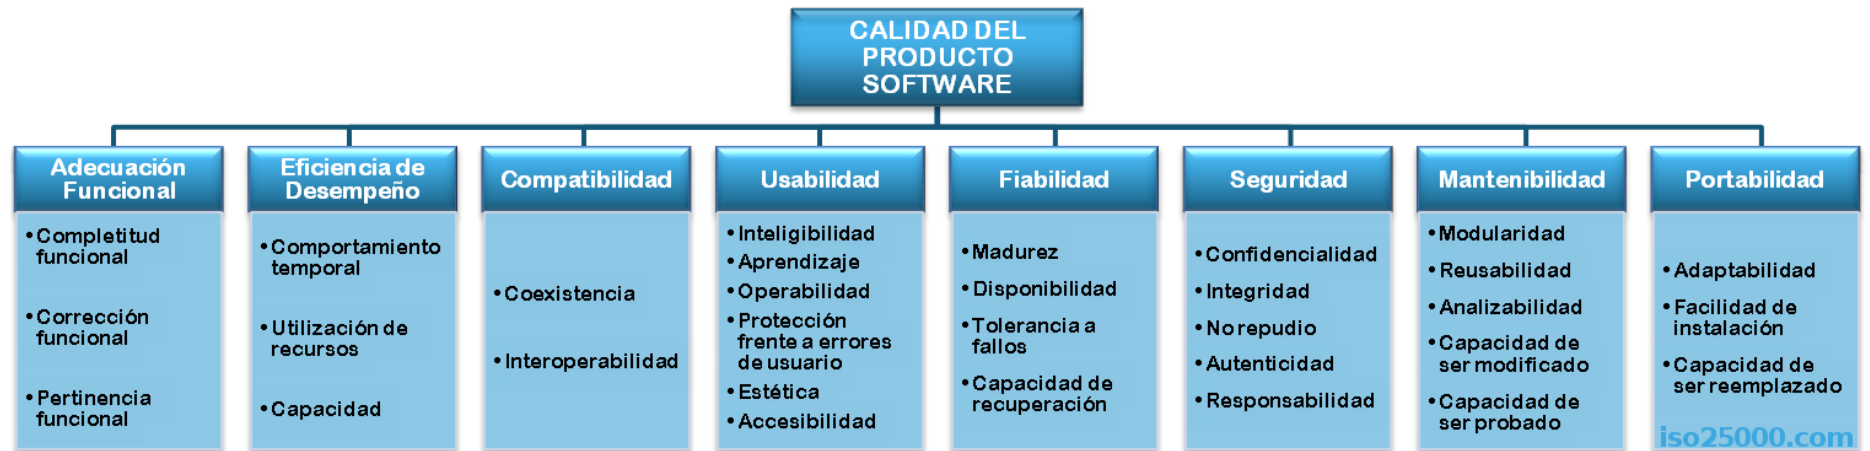 CALIDAD DEL
PRODUCTO
SOFTWARE
Adecuación
Funcional
• Completitud
funcional
• Corrección
funcional
• Pertinencia
funcional
Eficiencia de
Desempeño
• Comportamiento
temporal
• Utilización de
recursos
• Capacidad
Compatibilidad
• Coexistencia
• Interoperabilidad
Usabilidad
• Inteligibilidad
• Aprendizaje
• Operabilidad
• Protección
frente a errores
de usuario
• Estética
• Accesibilidad
Fiabilidad
• Madurez
• Disponibilidad
• Tolerancia a
fallos
• Capacidad de
recuperación
Seguridad
• Confidencialidad
• Integridad
• No repudio
• Autenticidad
• Responsabilidad
Mantenibilidad
• Modularidad
• Reusabilidad
• Analizabilidad
• Capacidad de
ser modificado
• Capacidad de
ser probado
Portabilidad
• Adaptabilidad
• Facilidad de
instalación
• Capacidad de
ser reemplazado
iso25000.com